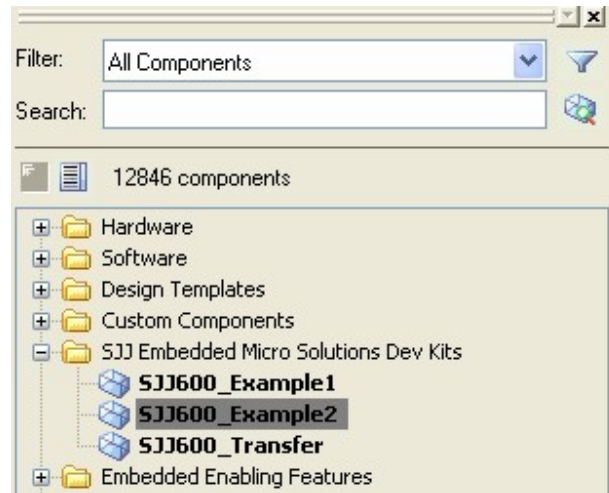 Filter: All Components
Search:
12846 components
Hardware
Software
Design Templates
Custom Components
SJJ Embedded Micro Solutions Dev Kits
SJJ600_Example1
SJJ600_Example2
SJJ600_Transfer
Embedded Enabling Features